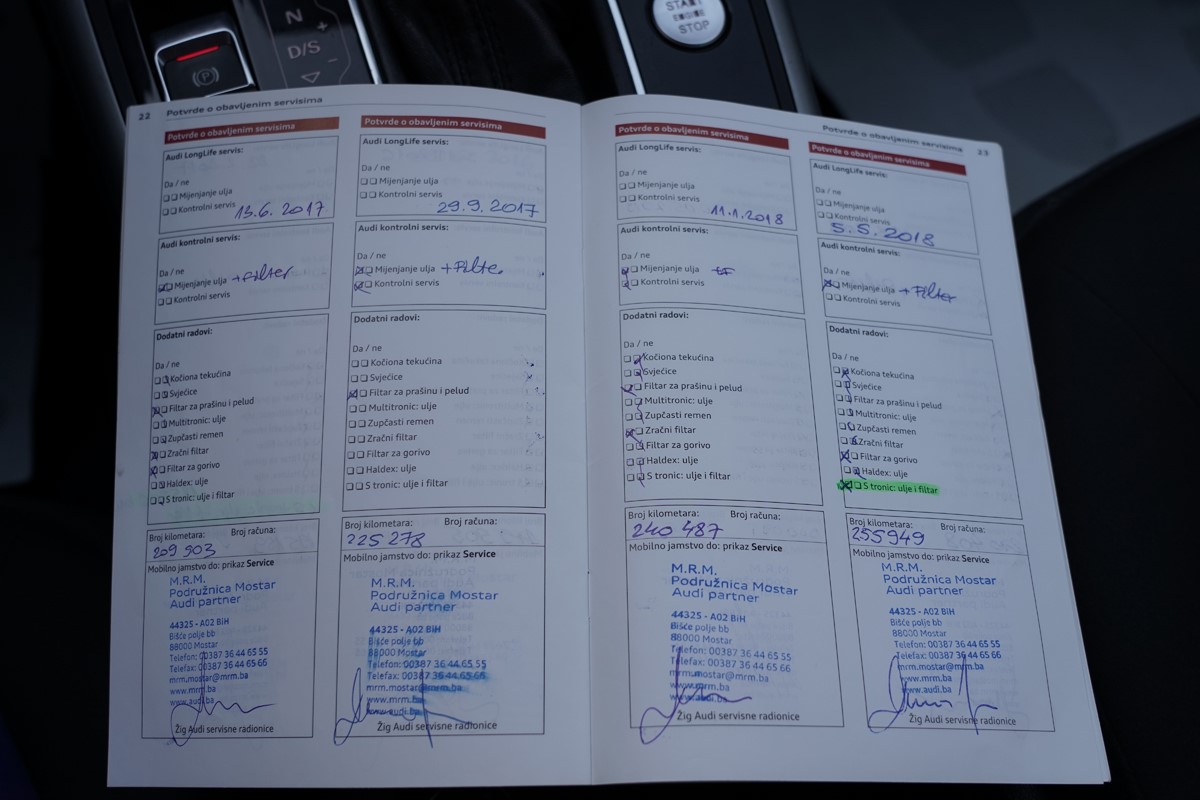 N
D/S
+
−
P
START
ENGINE
STOP
22 Potvrde o obavljenim servisima
Potvrde o obavljenim servisima
Audi LongLife servis:
Da / ne
Mijenjanje ulja
Kontrolni servis
13.6.2017
Audi kontrolni servis:
Da / ne
Mijenjanje ulja +filter
Kontrolni servis
Dodatni radovi:
Da / ne
Kočiona tekućina
Svjećice
Filtar za prašinu i pelud
Multitronic: ulje
Zupčasti remen
Zračni filtar
Filtar za gorivo
Haldex: ulje
S tronic: ulje i filtar
Broj kilometara: Broj računa:
209 903
Mobilno jamstvo do: prikaz Service
M.R.M.
Podružnica Mostar
Audi partner
44325 - A02 BiH
Bišće polje bb
88000 Mostar
Telefon: 00387 36 44 65 55
Telefax: 00387 36 44 65 66
mrm.mostar@mrm.ba
www.mrm.ba
www.audi.ba
Žig Audi servisne radionice
Potvrde o obavljenim servisima
Audi LongLife servis:
Da / ne
Mijenjanje ulja
Kontrolni servis
29.9.2017
Audi kontrolni servis:
Da / ne
Mijenjanje ulja +Filte
Kontrolni servis
Dodatni radovi:
Da / ne
Kočiona tekućina
Svjećice
Filtar za prašinu i pelud
Multitronic: ulje
Zupčasti remen
Zračni filtar
Filtar za gorivo
Haldex: ulje
S tronic: ulje i filtar
Broj kilometara: Broj računa:
225 278
Mobilno jamstvo do: prikaz Service
M.R.M.
Podružnica Mostar
Audi partner
44325 - A02 BiH
Bišće polje bb
88000 Mostar
Telefon: 00387 36 44 65 55
Telefax: 00387 36 44 65 66
mrm.mostar@mrm.ba
www.mrm.ba
www.audi.ba
Žig Audi servisne radionice
Potvrde o obavljenim servisima 23
Potvrde o obavljenim servisima
Audi LongLife servis:
Da / ne
Mijenjanje ulja
Kontrolni servis
11.1.2018
Audi kontrolni servis:
Da / ne
Mijenjanje ulja
Kontrolni servis
Dodatni radovi:
Da / ne
Kočiona tekućina
Svjećice
Filtar za prašinu i pelud
Multitronic: ulje
Zupčasti remen
Zračni filtar
Filtar za gorivo
Haldex: ulje
S tronic: ulje i filtar
Broj kilometara: Broj računa:
240 487
Mobilno jamstvo do: prikaz Service
M.R.M.
Podružnica Mostar
Audi partner
44325 - A02 BiH
Bišće polje bb
88000 Mostar
Telefon: 00387 36 44 65 55
Telefax: 00387 36 44 65 66
mrm.mostar@mrm.ba
www.mrm.ba
www.audi.ba
Žig Audi servisne radionice
Potvrde o obavljenim servisima
Audi LongLife servis:
Da / ne
Mijenjanje ulja
Kontrolni servis
5.5.2018
Audi kontrolni servis:
Da / ne
Mijenjanje ulja +Filter
Kontrolni servis
Dodatni radovi:
Da / ne
Kočiona tekućina
Svjećice
Filtar za prašinu i pelud
Multitronic: ulje
Zupčasti remen
Zračni filtar
Filtar za gorivo
Haldex: ulje
S tronic: ulje i filtar
Broj kilometara: Broj računa:
255949
Mobilno jamstvo do: prikaz Service
M.R.M.
Podružnica Mostar
Audi partner
44325 - A02 BiH
Bišće polje bb
88000 Mostar
Telefon: 00387 36 44 65 55
Telefax: 00387 36 44 65 66
mrm.mostar@mrm.ba
www.mrm.ba
www.audi.ba
Žig Audi servisne radionice